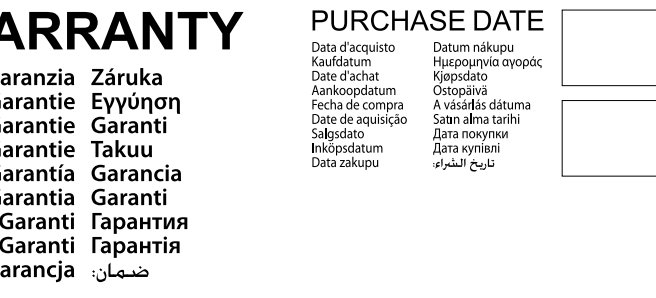 ARRANTY
aranzia Záruka
arantie Εγγύηση
arantie Garanti
arantie Takuu
arantía Garancia
arantia Garanti
Garanti Гарантия
Garanti Гарантія
arancja ضمان:
PURCHASE DATE
Data d'acquisto Datum nákupu
Kaufdatum Ημερομηνία αγοράς
Date d'achat Kjøpsdato
Aankoopdatum Ostopäivä
Fecha de compra A vásárlás dátuma
Date de aquisição Satın alma tarihi
Salgsdato Дата покупки
Inköpsdatum Дата купівлі
Data zakupu تاريخ الشراء: